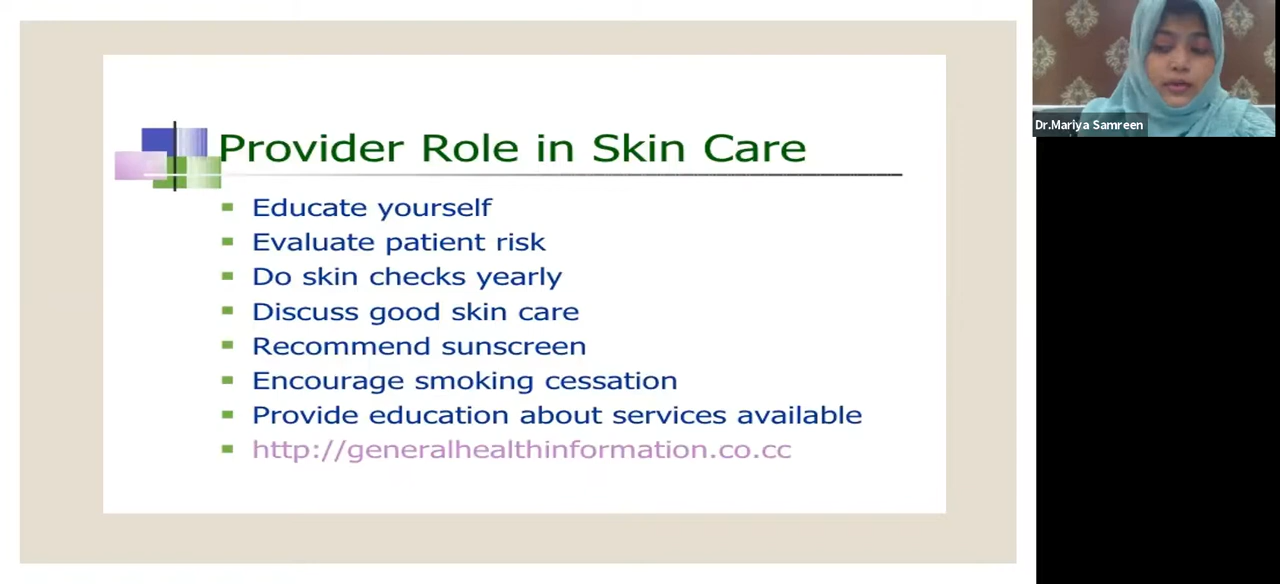 Provider Role in Skin Care
Educate yourself
Evaluate patient risk
Do skin checks yearly
Discuss good skin care
Recommend sunscreen
Encourage smoking cessation
Provide education about services available
http://generalhealthinformation.co.cc
Dr.Mariya Samreen